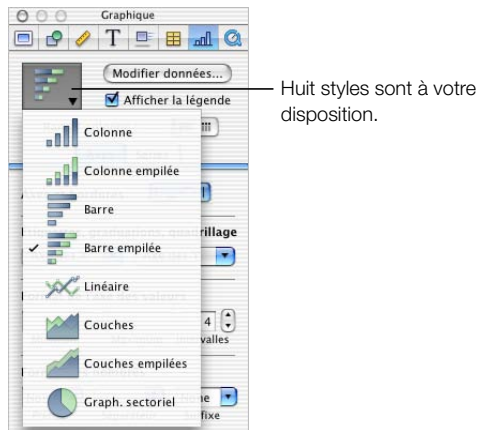 Graphique
Modifier données...
Afficher la légende
Huit styles sont à votre
disposition.
Colonne
Colonne empilée
Barre
rillage
Barre empilée
Linéaire
Couches
4
valles
Couches empilées
Graph. sectoriel
fixe